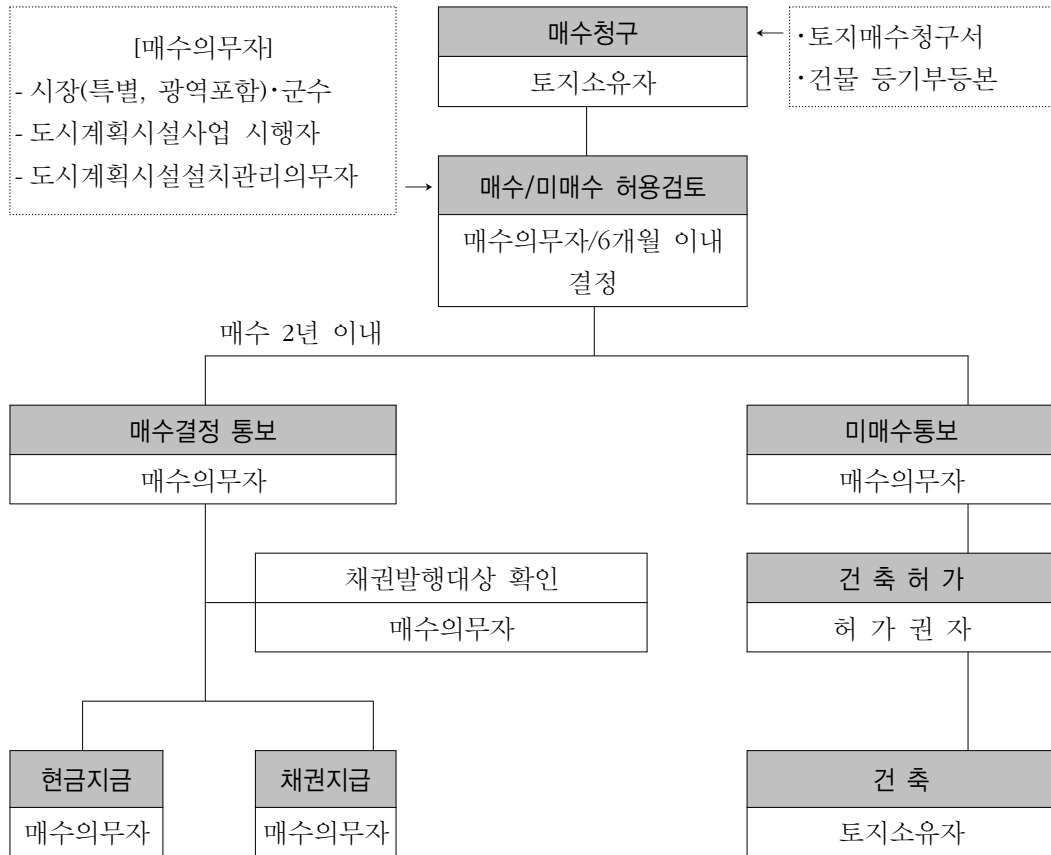 [매수의무자]
- 시장(특별, 광역포함)·군수
- 도시계획시설사업 시행자
- 도시계획시설설치관리의무자
→
매수청구
토지소유자
←
·토지매수청구서
·건물 등기부등본
매수/미매수 허용검토
매수의무자/6개월 이내
결정
매수 2년 이내
매수결정 통보
매수의무자
미매수통보
매수의무자
채권발행대상 확인
매수의무자
건 축 허 가
허 가 권 자
현금지금
매수의무자
채권지급
매수의무자
건 축
토지소유자